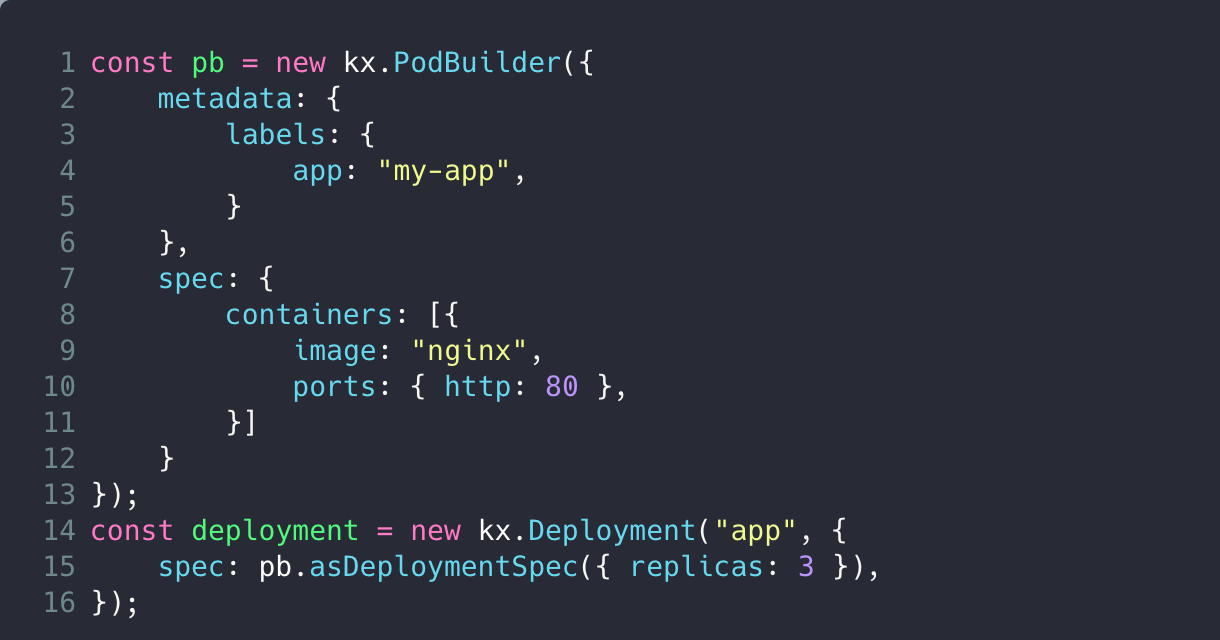 1 const pb = new kx.PodBuilder({
2     metadata: {
3         labels: {
4             app: "my-app",
5         }
6     },
7     spec: {
8         containers: [{
9             image: "nginx",
10             ports: { http: 80 },
11         }]
12     }
13 });
14 const deployment = new kx.Deployment("app", {
15     spec: pb.asDeploymentSpec({ replicas: 3 }),
16 });